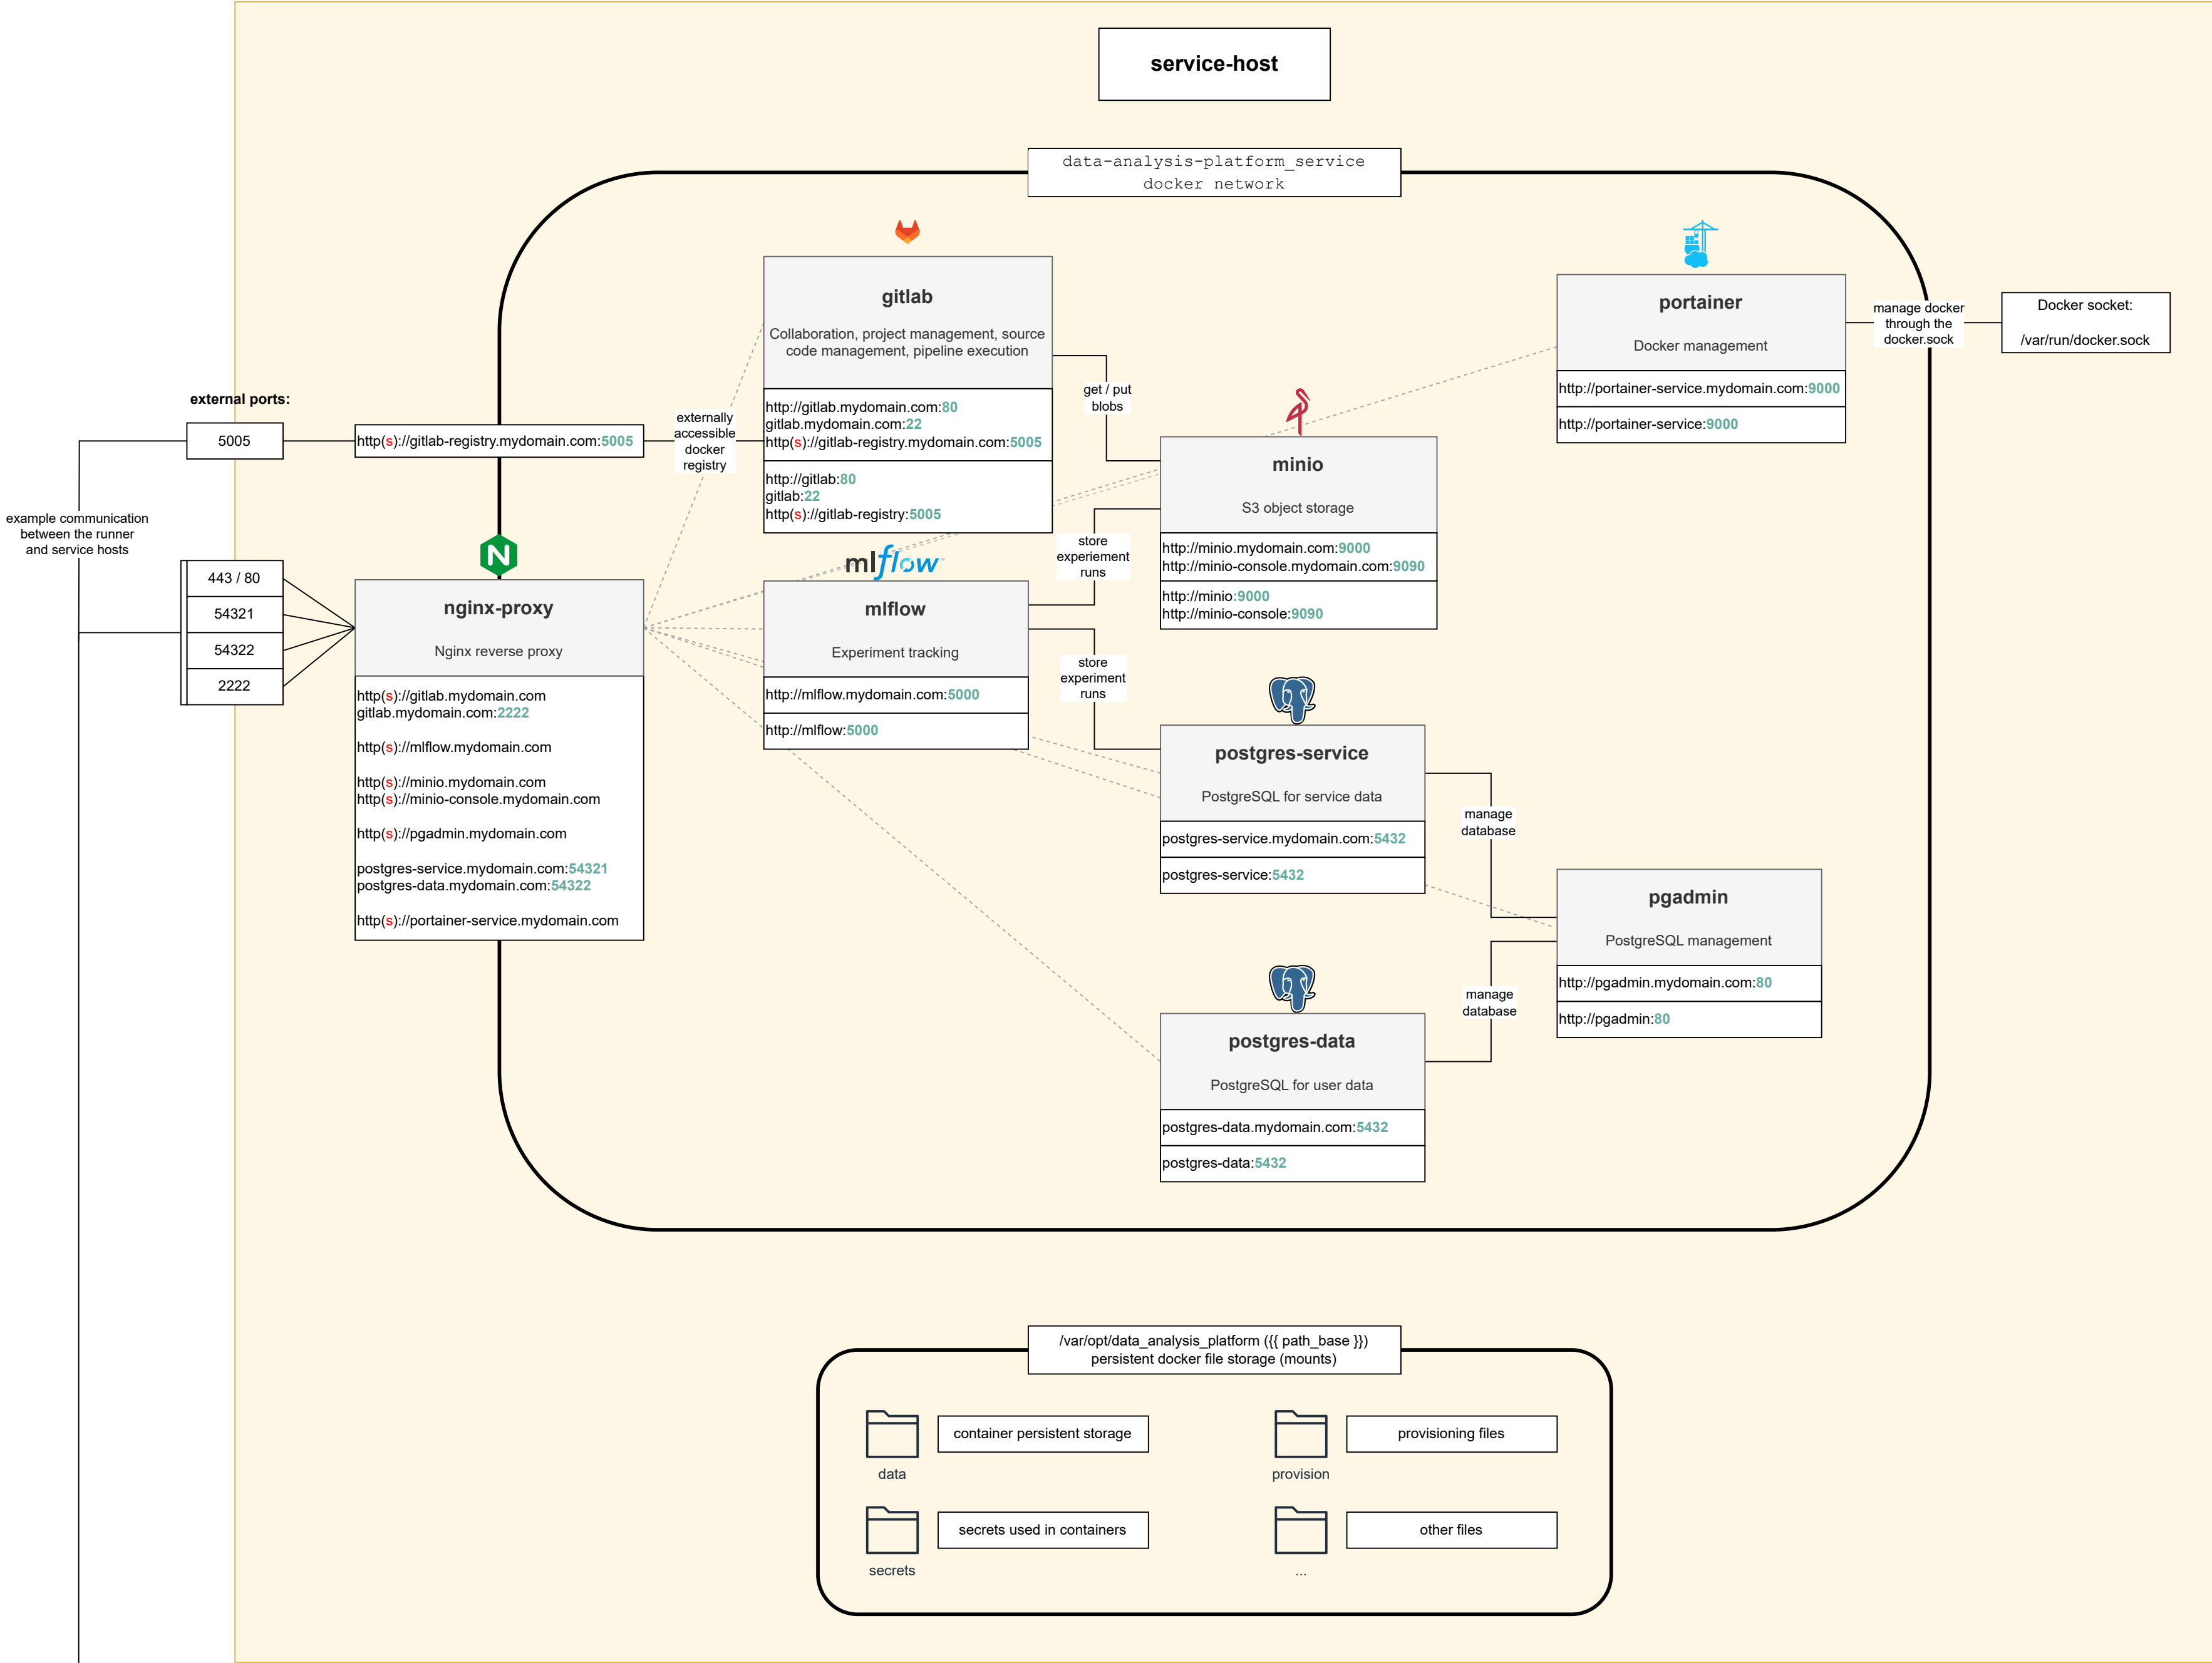 service-host
data-analysis-platform_service
docker network
gitlab
Collaboration, project management, source
code management, pipeline execution
http://gitlab.mydomain.com:80
gitlab.mydomain.com:22
http(s)://gitlab-registry.mydomain.com:5005
http://gitlab:80
gitlab:22
http(s)://gitlab-registry:5005
portainer
Docker management
http://portainer-service.mydomain.com:9000
http://portainer-service:9000
manage docker
through the
docker.sock
Docker socket:
/var/run/docker.sock
external ports:
5005
http(s)://gitlab-registry.mydomain.com:5005
externally
accessible
docker
registry
get / put
blobs
minio
S3 object storage
http://minio.mydomain.com:9000
http://minio-console.mydomain.com:9090
http://minio:9000
http://minio-console:9090
example communication
between the runner
and service hosts
443 / 80
54321
54322
2222
nginx-proxy
Nginx reverse proxy
http(s)://gitlab.mydomain.com
gitlab.mydomain.com:2222
http(s)://mlflow.mydomain.com
http(s)://minio.mydomain.com
http(s)://minio-console.mydomain.com
http(s)://pgadmin.mydomain.com
postgres-service.mydomain.com:54321
postgres-data.mydomain.com:54322
http(s)://portainer-service.mydomain.com
mlflow™
mlflow
Experiment tracking
http://mlflow.mydomain.com:5000
http://mlflow:5000
store
experiement
runs
store
experiment
runs
postgres-service
PostgreSQL for service data
postgres-service.mydomain.com:5432
postgres-service:5432
manage
database
pgadmin
PostgreSQL management
http://pgadmin.mydomain.com:80
http://pgadmin:80
manage
database
postgres-data
PostgreSQL for user data
postgres-data.mydomain.com:5432
postgres-data:5432
/var/opt/data_analysis_platform ({{ path_base }})
persistent docker file storage (mounts)
container persistent storage
data
provisioning files
provision
secrets used in containers
secrets
other files
...